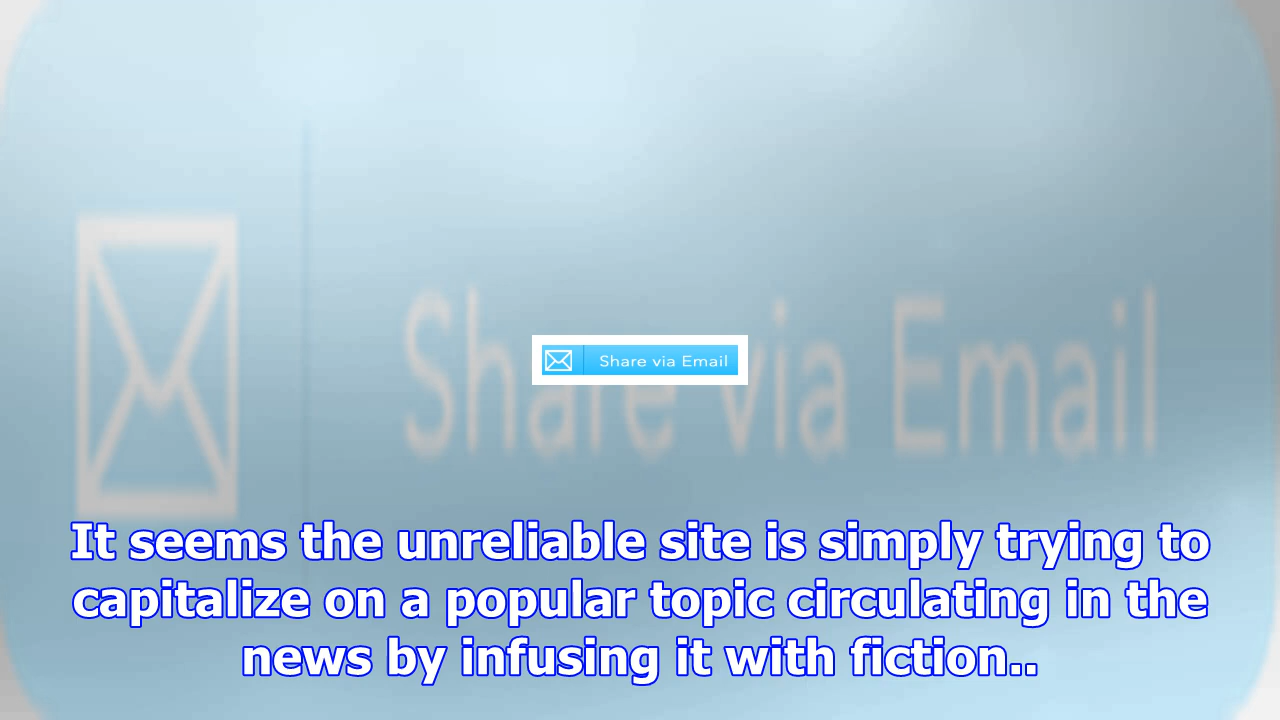 Share via Email
Share via Email
It seems the unreliable site is simply trying to
capitalize on a popular topic circulating in the
news by infusing it with fiction..